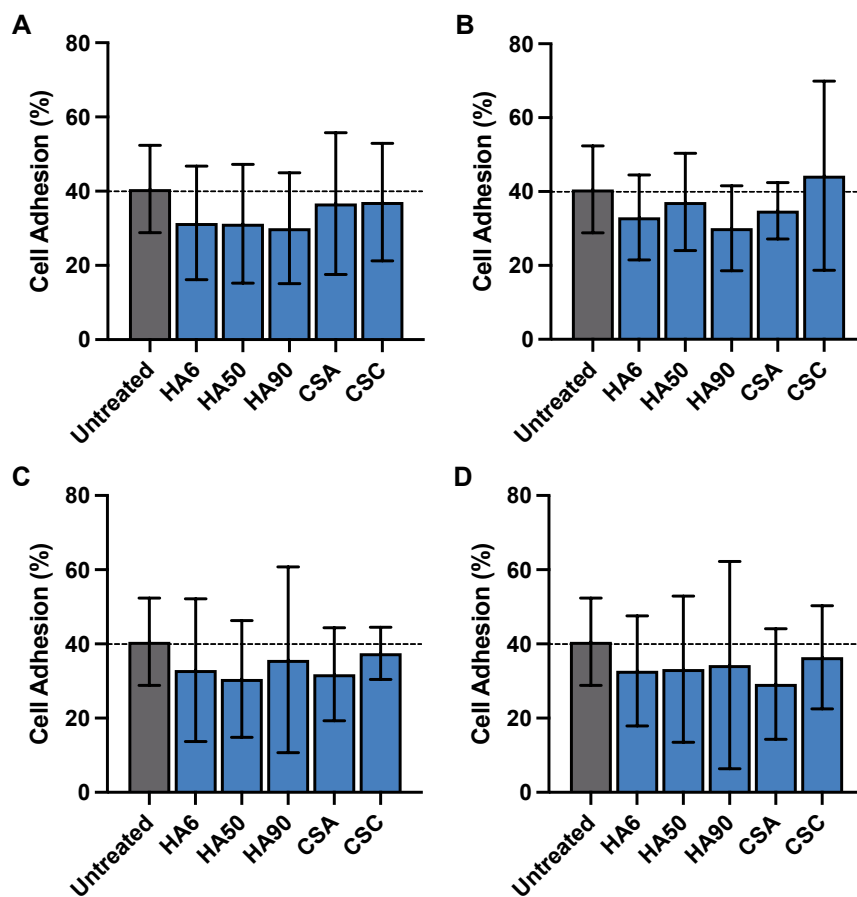 A
Cell Adhesion (%)
80
60
40
20
0
Untreated
HA6
HA50
HA90
CSA
CSC
B
Cell Adhesion (%)
80
60
40
20
0
Untreated
HA6
HA50
HA90
CSA
CSC
C
Cell Adhesion (%)
80
60
40
20
0
Untreated
HA6
HA50
HA90
CSA
CSC
D
Cell Adhesion (%)
80
60
40
20
0
Untreated
HA6
HA50
HA90
CSA
CSC